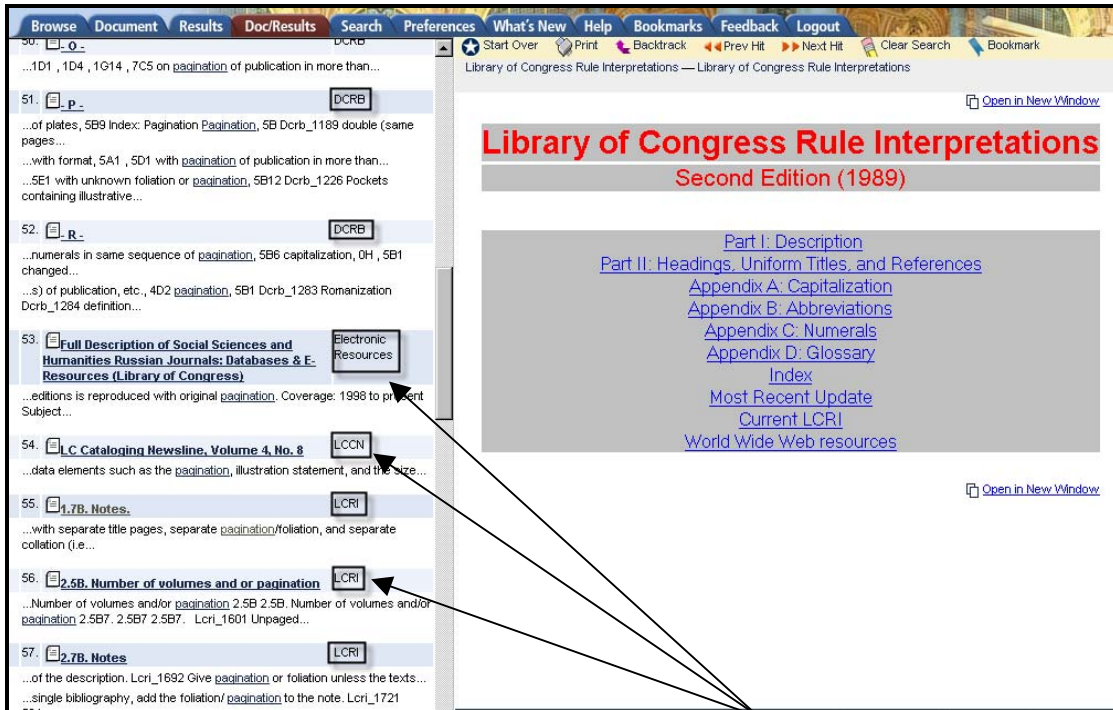 Browse Document Results Doc/Results Search Preferences What's New Help Bookmarks Feedback Logout
50. - O - DCRB
...1D1 , 1D4 , 1G14 , 7C5 on pagination of publication in more than...
51. - P - DCRB
...of plates, 5B9 Index: Pagination Pagination, 5B Dcrb_1189 double (same
pages...
...with format, 5A1 , 5D1 with pagination of publication in more than...
...5E1 with unknown foliation or pagination, 5B12 Dcrb_1226 Pockets
containing illustrative...
52. - R - DCRB
...numerals in same sequence of pagination, 5B6 capitalization, 0H , 5B1
changed...
...s) of publication, etc., 4D2 pagination, 5B1 Dcrb_1283 Romanization
Dcrb_1284 definition...
53. Full Description of Social Sciences and Electronic
Humanities Russian Journals: Databases & E- Resources
Resources (Library of Congress)
...editions is reproduced with original pagination. Coverage: 1998 to present
Subject...
54. LC Cataloging Newsline, Volume 4, No. 8 LCCN
...data elements such as the pagination, illustration statement, and the size...
55. 1.7B. Notes. LCRI
...with separate title pages, separate pagination/foliation, and separate
collation (i.e...
56. 2.5B. Number of volumes and or pagination LCRI
...Number of volumes and/or pagination 2.5B 2.5B. Number of volumes and/or
pagination 2.5B7. 2.5B7 2.5B7. Lcri_1601 Unpaged...
57. 2.7B. Notes LCRI
...of the description. Lcri_1692 Give pagination or foliation unless the texts...
...single bibliography, add the foliation/ pagination to the note. Lcri_1721
Start Over Print Backtrack Prev Hit Next Hit Clear Search Bookmark
Library of Congress Rule Interpretations — Library of Congress Rule Interpretations
Open in New Window
Library of Congress Rule Interpretations
Second Edition (1989)
Part I: Description
Part II: Headings, Uniform Titles, and References
Appendix A: Capitalization
Appendix B: Abbreviations
Appendix C: Numerals
Appendix D: Glossary
Index
Most Recent Update
Current LCRI
World Wide Web resources
Open in New Window